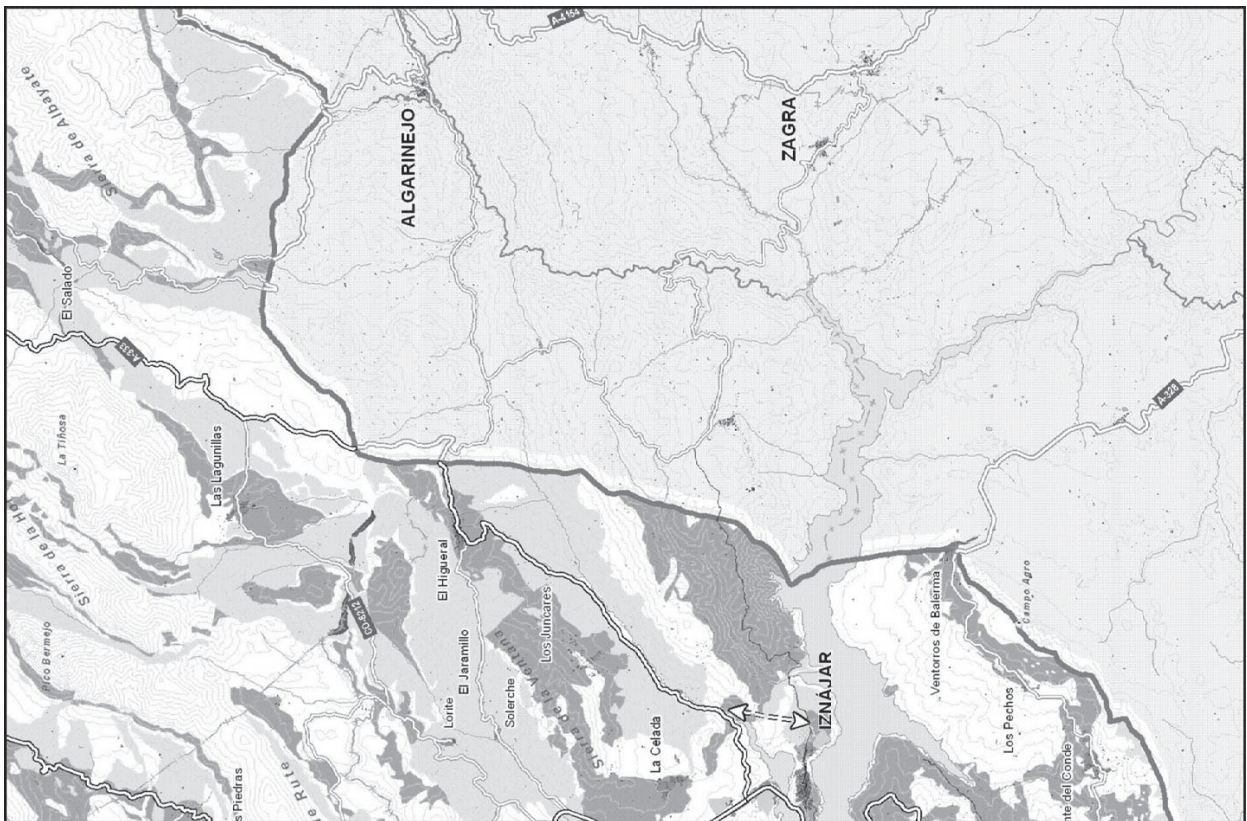 Pico Bermejo
Sierra de la Ho
La Tiñosa
El Salado
Sierra de Albayate
A-333
Las Lagunillas
s Piedras
e Rute
CO-8212
ALGARINEJO
El Higueral
Lorite
El Jaramillo
Solerche
Los Juncares
Sierra de la Ventana
La Celada
A-4154
ZAGRA
IZNÁJAR
Ventorros de Balerma
Los Pechos
Campo Agro
nte del Conde
A-328